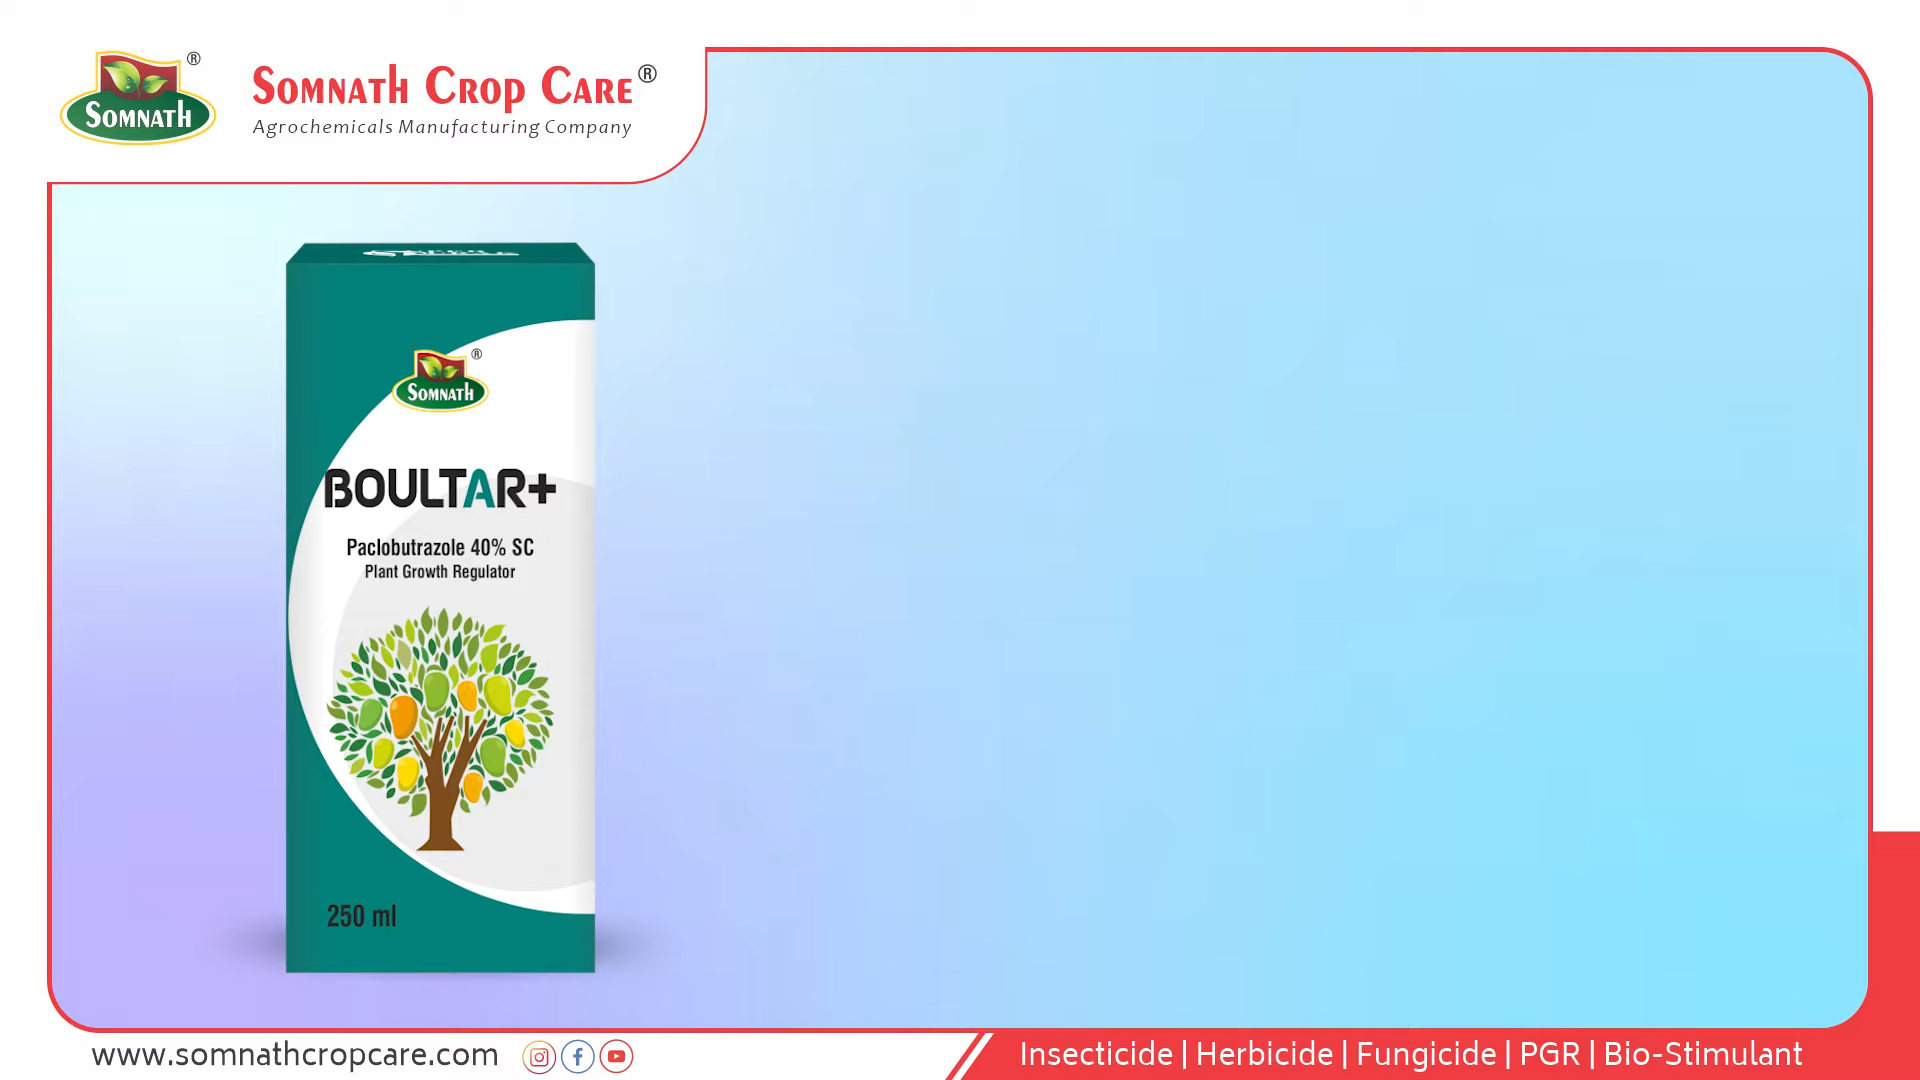 SOMNATH ®
SOMNATH CROP CARE ®
Agrochemicals Manufacturing Company
SOMNATH ®
BOULTAR+
Paclobutrazole 40% SC
Plant Growth Regulator
250 ml
www.somnathcropcare.com
Insecticide | Herbicide | Fungicide | PGR | Bio-Stimulant